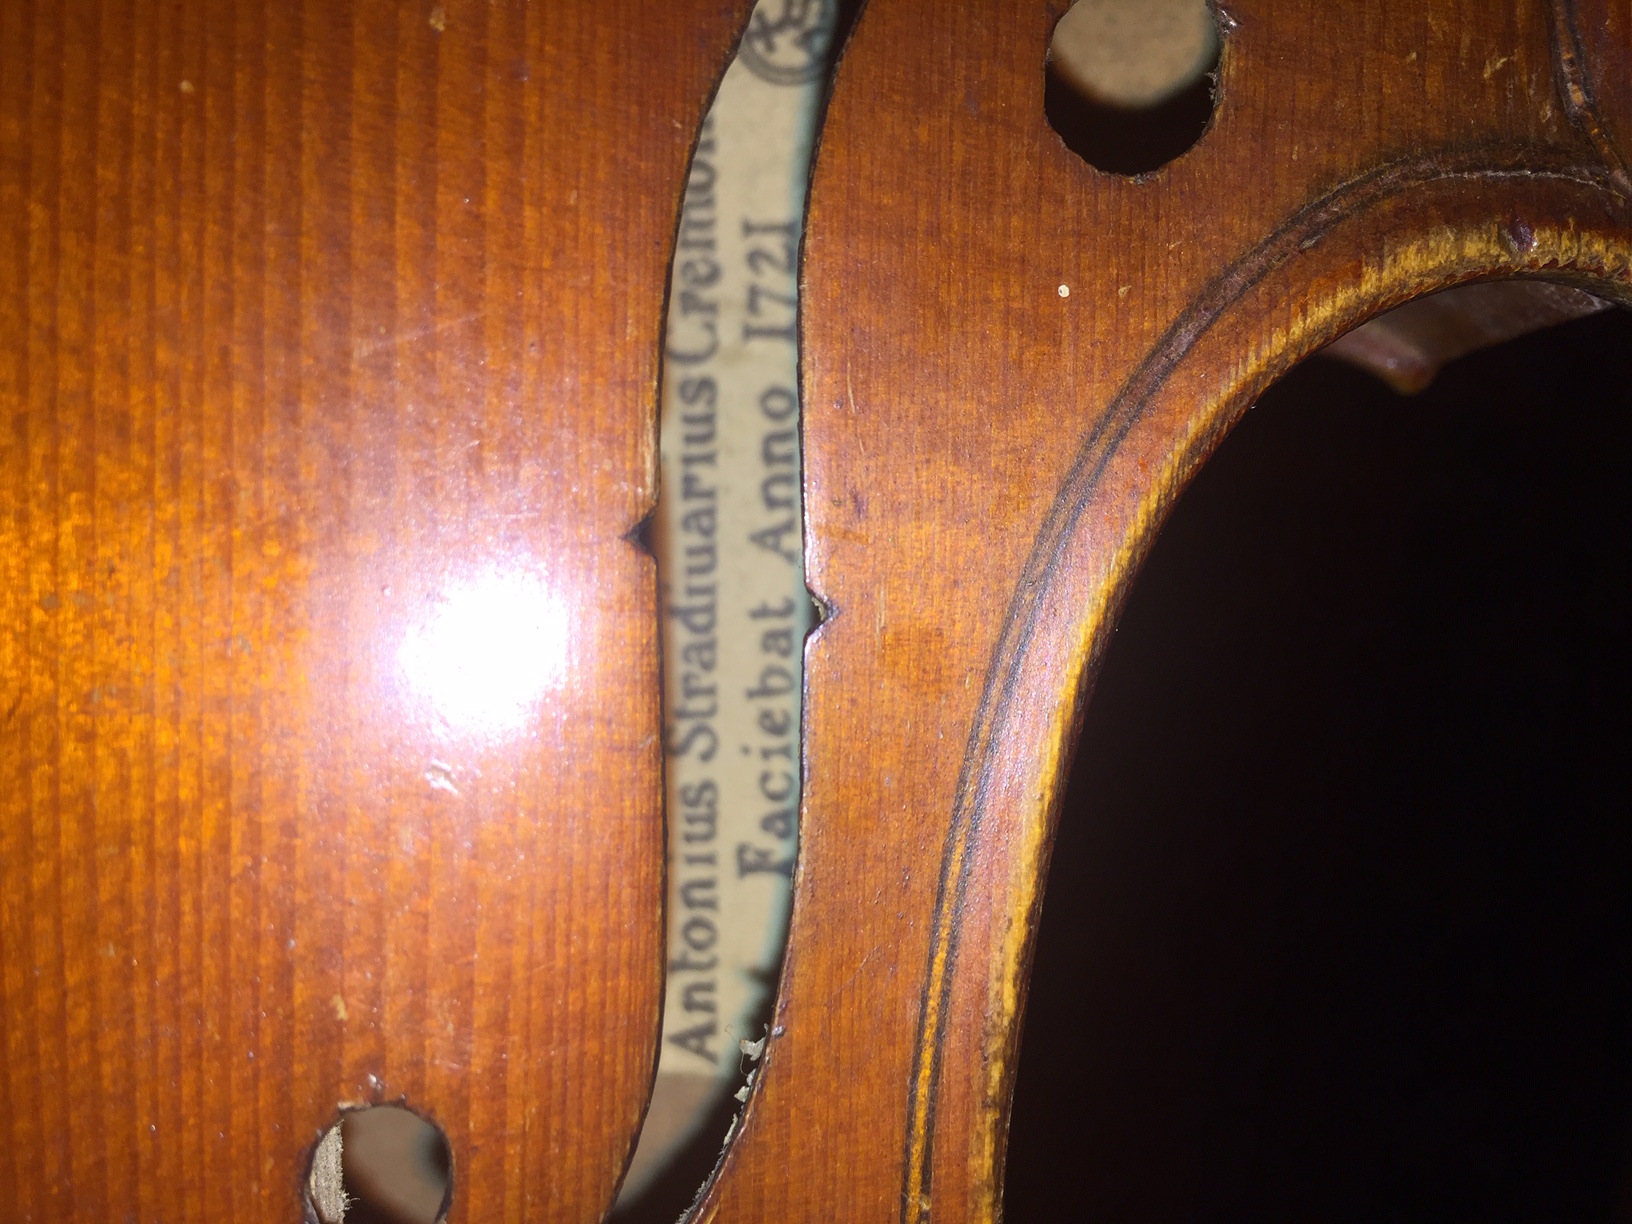 Antonius Stradiuarius Cremon
Faciebat Anno 1721